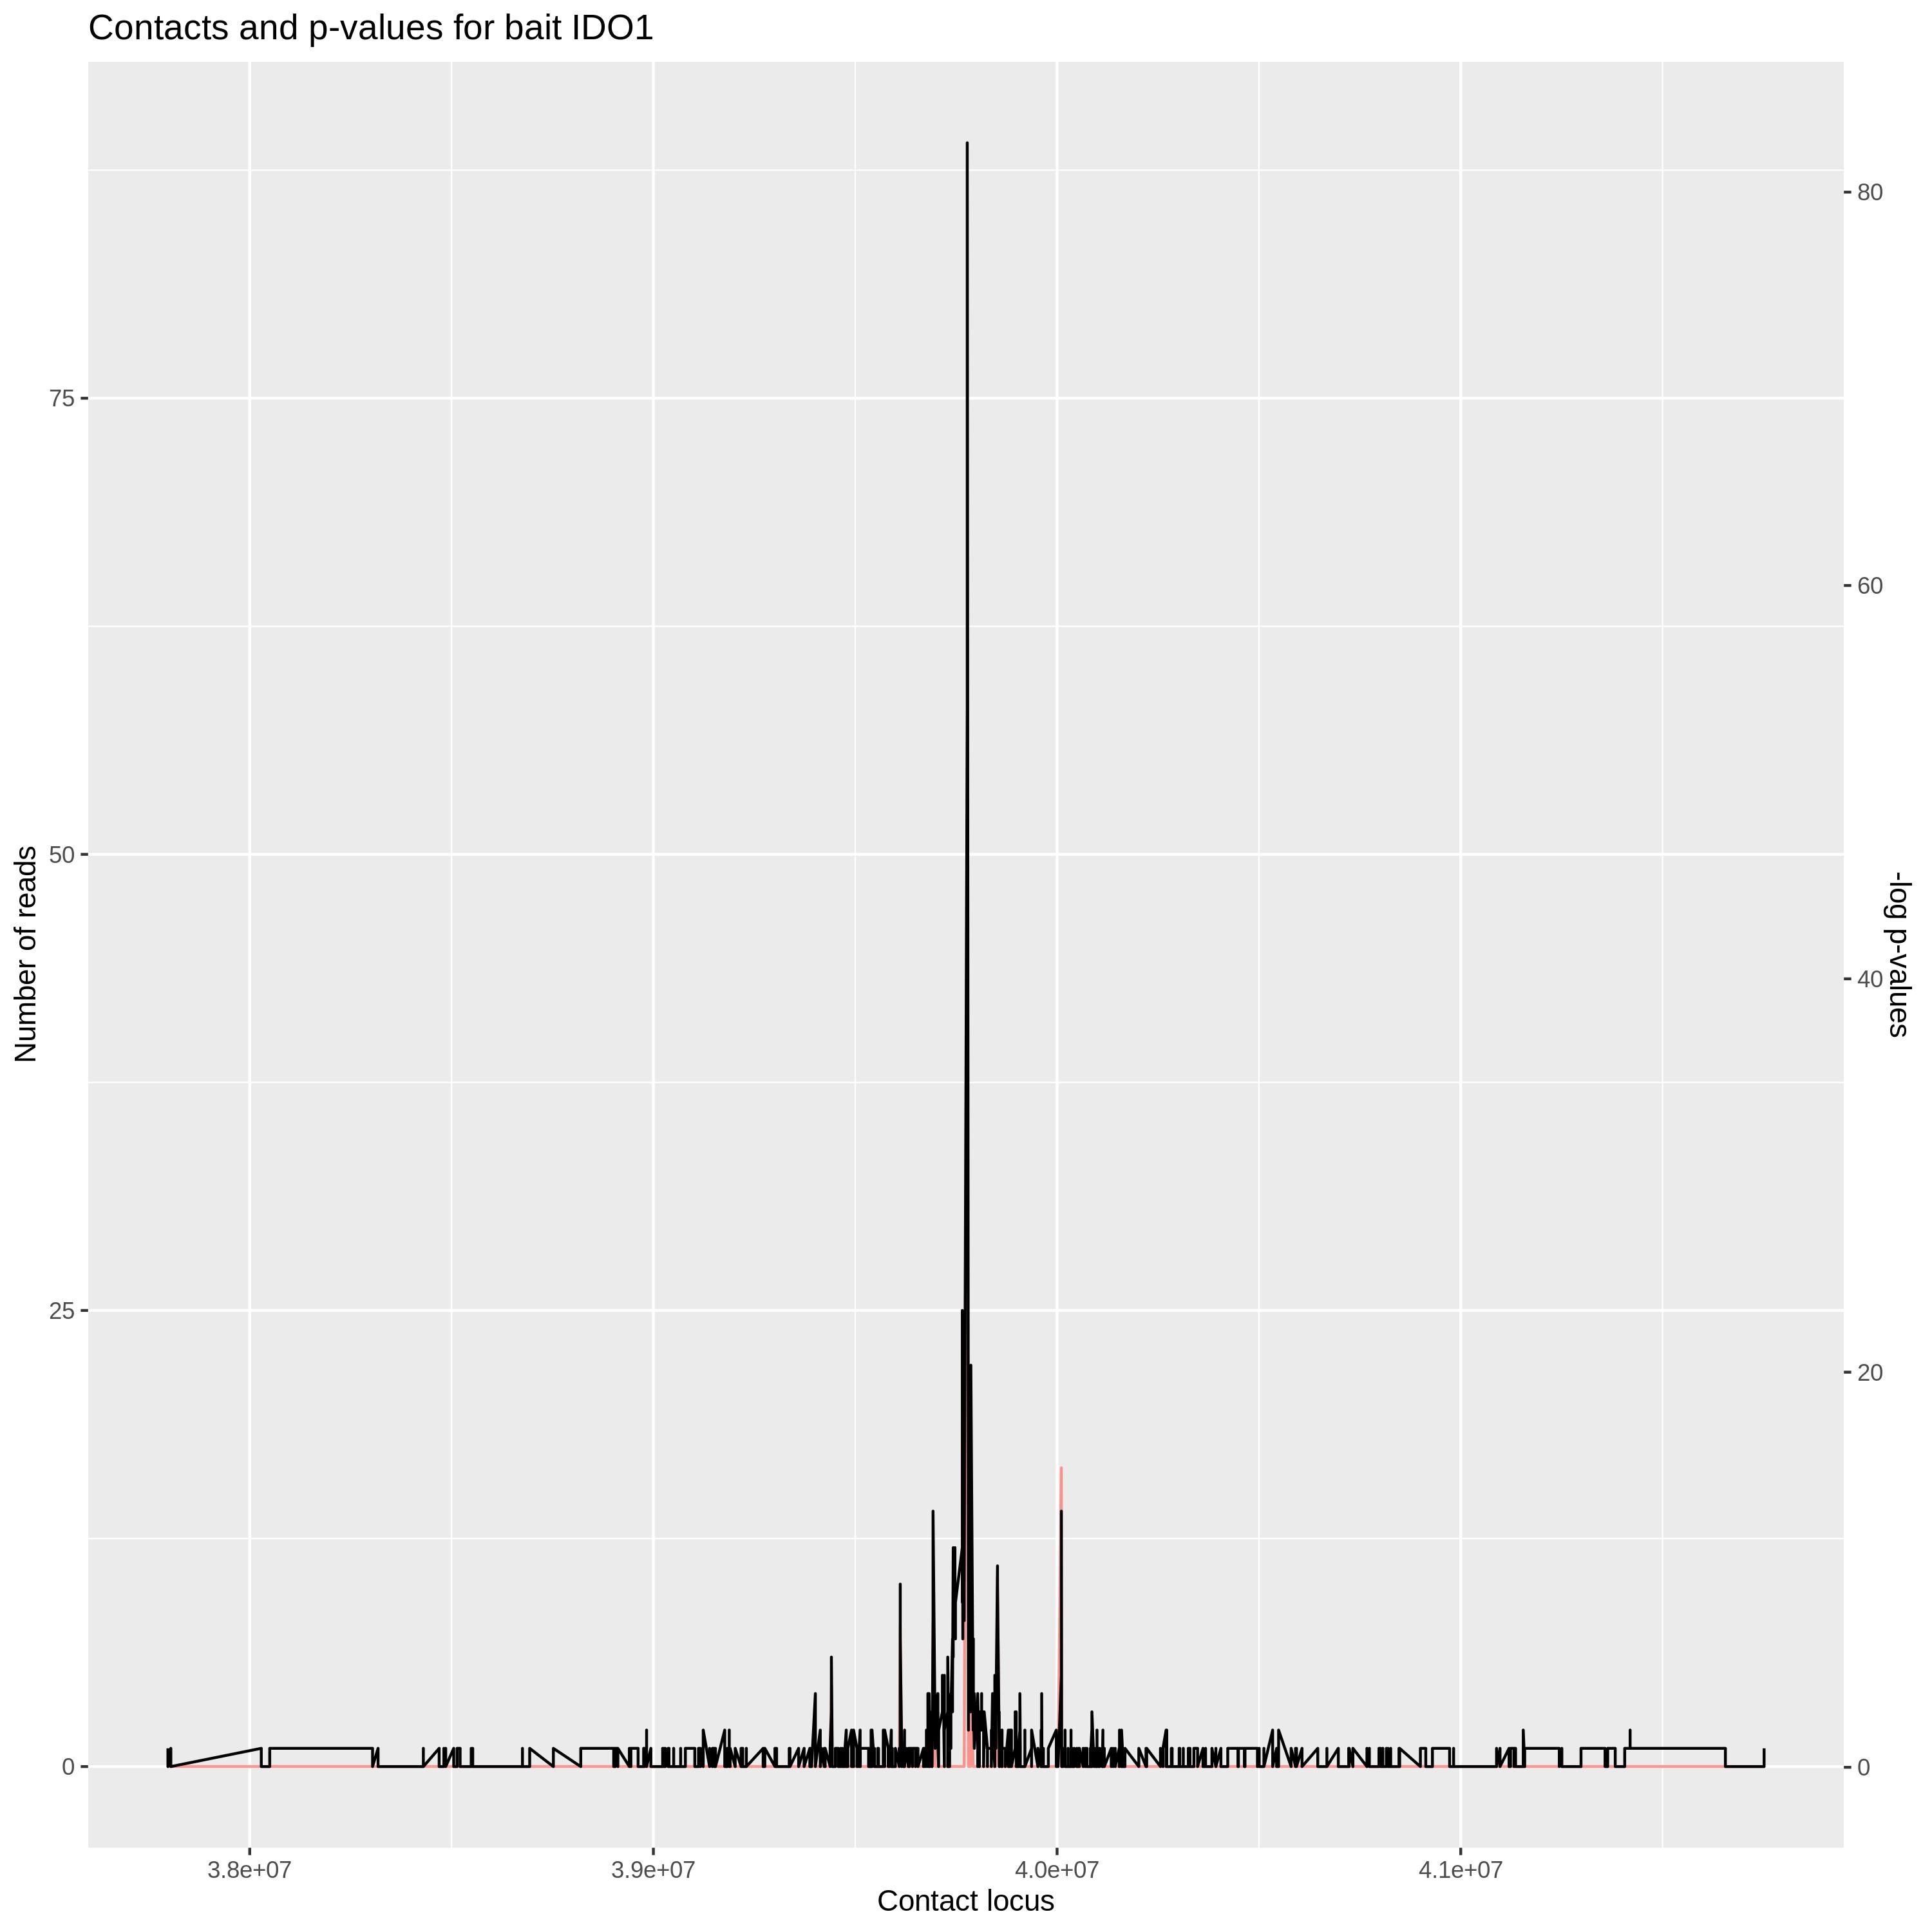 Contacts and p-values for bait IDO1
Number of reads
75
50
25
0
80
60
40
20
0
-log p-values
3.8e+07
3.9e+07
4.0e+07
4.1e+07
Contact locus